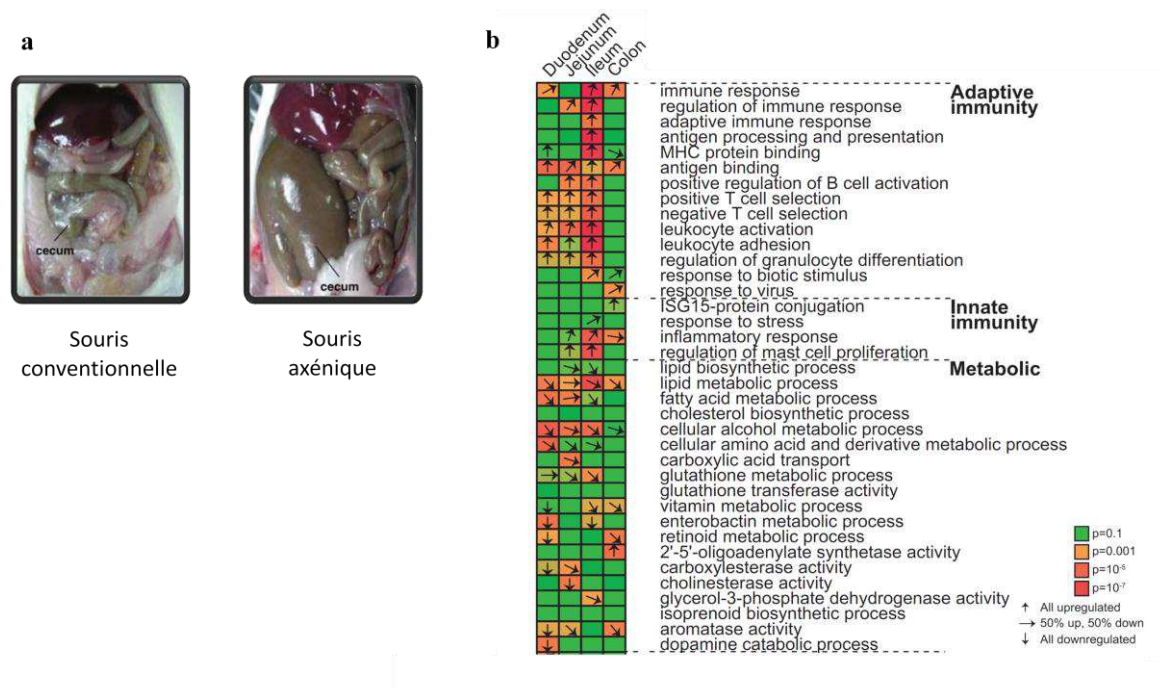 a
cecum
Souris
conventionnelle
cecum
Souris
axénique
b
Duodenum
Jejunum
Ileum
Colon
immune response
regulation of immune response
adaptive immune response
antigen processing and presentation
MHC protein binding
antigen binding
positive regulation of B cell activation
positive T cell selection
negative T cell selection
leukocyte activation
leukocyte adhesion
regulation of granulocyte differentiation
response to biotic stimulus
response to virus
ISG15-protein conjugation
response to stress
inflammatory response
regulation of mast cell proliferation
lipid biosynthetic process
lipid metabolic process
fatty acid metabolic process
cholesterol biosynthetic process
cellular alcohol metabolic process
cellular amino acid and derivative metabolic process
carboxylic acid transport
glutathione metabolic process
glutathione transferase activity
vitamin metabolic process
enterobactin metabolic process
retinoid metabolic process
2'-5'-oligoadenylate synthetase activity
carboxylesterase activity
cholinesterase activity
glycerol-3-phosphate dehydrogenase activity
isoprenoid biosynthetic process
aromatase activity
dopamine catabolic process
Adaptive
immunity
Innate
immunity
Metabolic
p=0.1
p=0.001
p=10⁻⁵
p=10⁻⁷
↑ All upregulated
→ 50% up, 50% down
↓ All downregulated